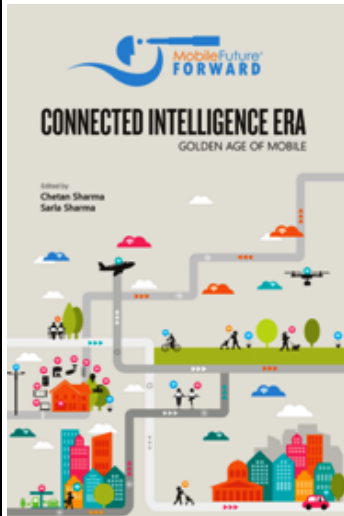 MobileFuture
FORWARD
CONNECTED INTELLIGENCE ERA
GOLDEN AGE OF MOBILE
Edited by
Chetan Sharma
Sarla Sharma